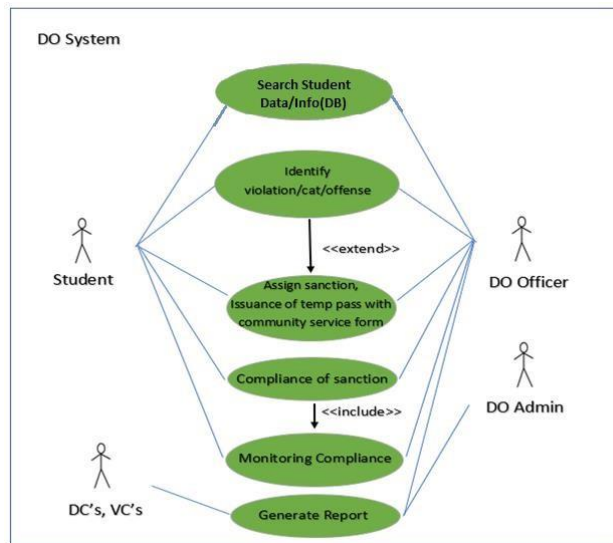 DO System
Search Student
Data/Info(DB)
Identify
violation/cat/offense
<<extend>>
Student
DO Officer
Assign sanction,
Issuance of temp pass with
community service form
Compliance of sanction
<<include>>
DO Admin
Monitoring Compliance
DC's, VC's
Generate Report